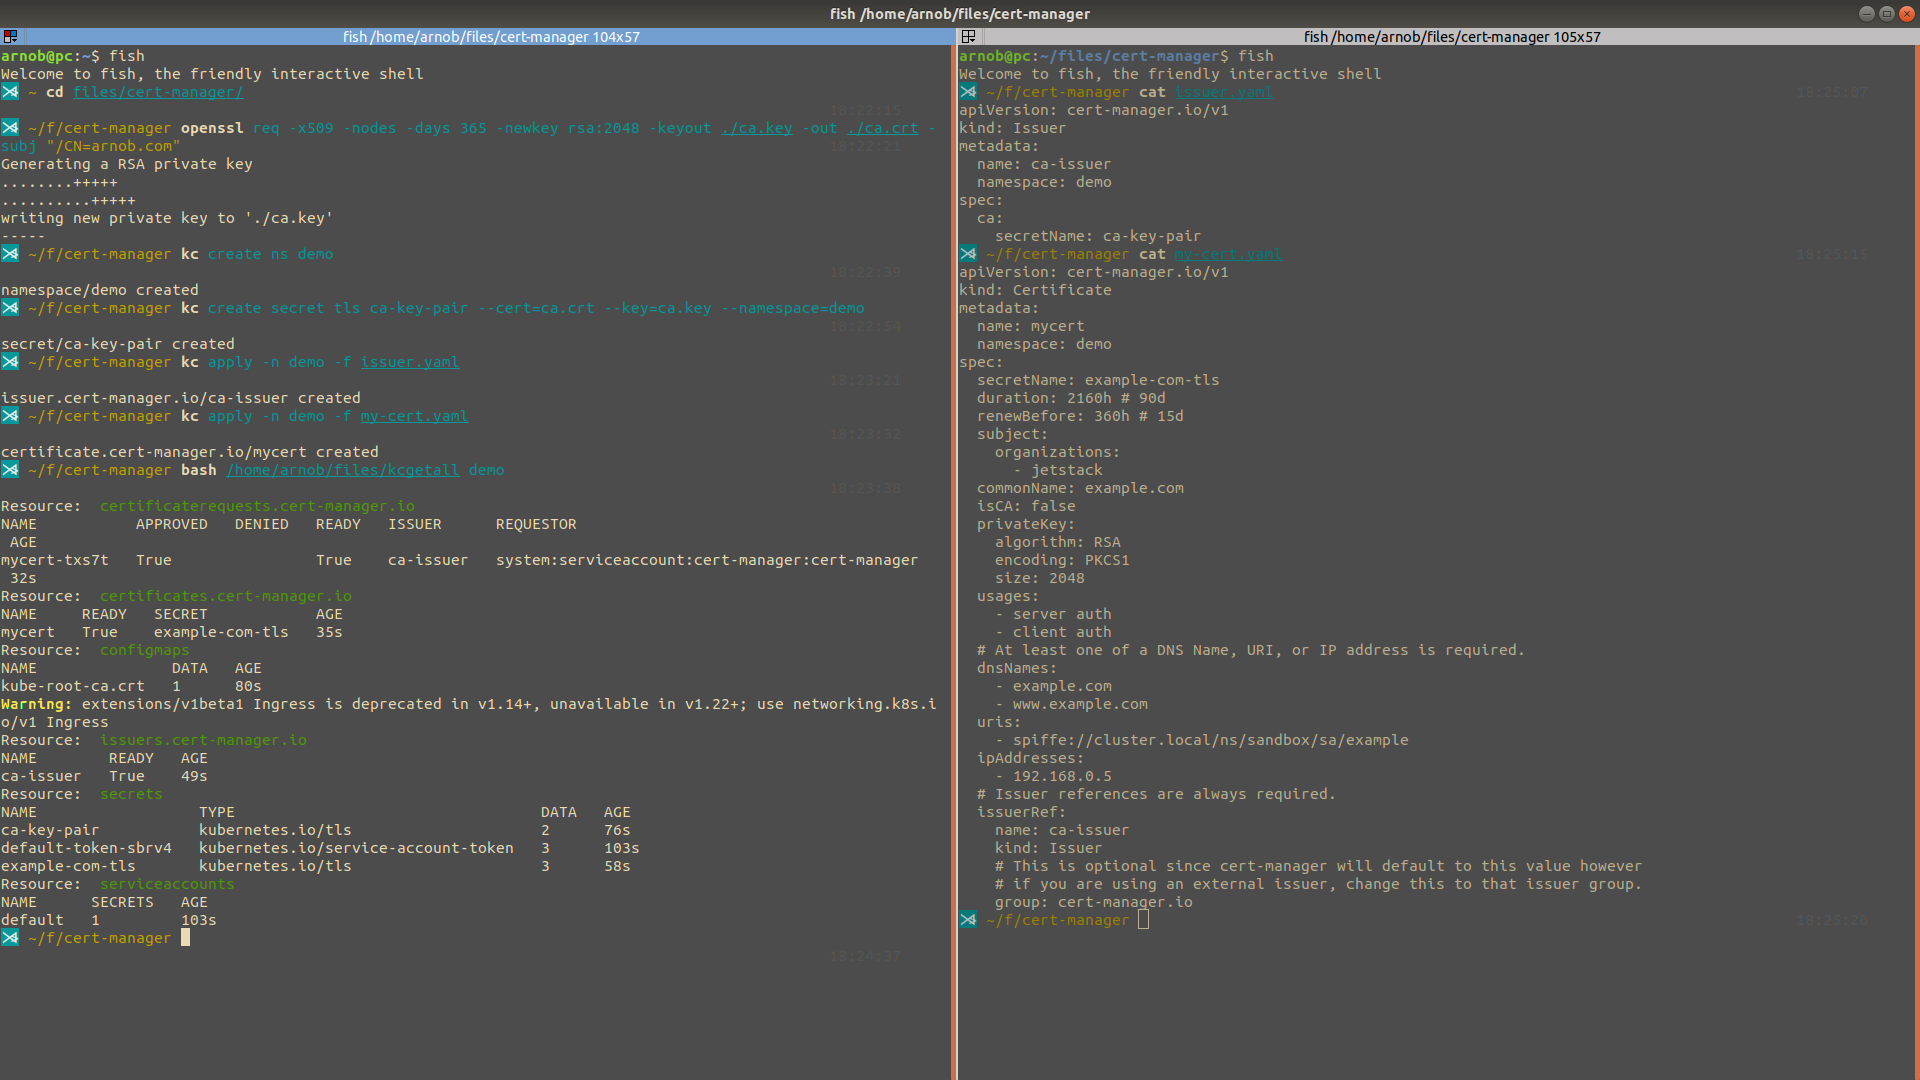 fish /home/arnob/files/cert-manager
fish /home/arnob/files/cert-manager 104x57
arnob@pc:~$ fish
Welcome to fish, the friendly interactive shell
~ cd files/cert-manager/
18:22:15
~/f/cert-manager openssl req -x509 -nodes -days 365 -newkey rsa:2048 -keyout ./ca.key -out ./ca.crt -
subj "/CN=arnob.com"
18:22:21
Generating a RSA private key
........+++++
..........+++++
writing new private key to './ca.key'
-----
~/f/cert-manager kc create ns demo
18:22:39
namespace/demo created
~/f/cert-manager kc create secret tls ca-key-pair --cert=ca.crt --key=ca.key --namespace=demo
18:22:54
secret/ca-key-pair created
~/f/cert-manager kc apply -n demo -f issuer.yaml
18:23:21
issuer.cert-manager.io/ca-issuer created
~/f/cert-manager kc apply -n demo -f my-cert.yaml
18:23:32
certificate.cert-manager.io/mycert created
~/f/cert-manager bash /home/arnob/files/kcgetall demo
18:23:38
Resource:  certificaterequests.cert-manager.io
NAME           APPROVED   DENIED   READY   ISSUER      REQUESTOR
 AGE
mycert-txs7t   True                True    ca-issuer   system:serviceaccount:cert-manager:cert-manager
 32s
Resource:  certificates.cert-manager.io
NAME     READY   SECRET            AGE
mycert   True    example-com-tls   35s
Resource:  configmaps
NAME               DATA   AGE
kube-root-ca.crt   1      80s
Warning: extensions/v1beta1 Ingress is deprecated in v1.14+, unavailable in v1.22+; use networking.k8s.i
o/v1 Ingress
Resource:  issuers.cert-manager.io
NAME        READY   AGE
ca-issuer   True    49s
Resource:  secrets
NAME                  TYPE                                  DATA   AGE
ca-key-pair           kubernetes.io/tls                     2      76s
default-token-sbrv4   kubernetes.io/service-account-token   3      103s
example-com-tls       kubernetes.io/tls                     3      58s
Resource:  serviceaccounts
NAME      SECRETS   AGE
default   1         103s
~/f/cert-manager
18:24:37
fish /home/arnob/files/cert-manager 105x57
arnob@pc:~/files/cert-manager$ fish
Welcome to fish, the friendly interactive shell
~/f/cert-manager cat issuer.yaml 18:25:07
apiVersion: cert-manager.io/v1
kind: Issuer
metadata:
  name: ca-issuer
  namespace: demo
spec:
  ca:
    secretName: ca-key-pair
~/f/cert-manager cat my-cert.yaml 18:25:15
apiVersion: cert-manager.io/v1
kind: Certificate
metadata:
  name: mycert
  namespace: demo
spec:
  secretName: example-com-tls
  duration: 2160h # 90d
  renewBefore: 360h # 15d
  subject:
    organizations:
      - jetstack
  commonName: example.com
  isCA: false
  privateKey:
    algorithm: RSA
    encoding: PKCS1
    size: 2048
  usages:
    - server auth
    - client auth
  # At least one of a DNS Name, URI, or IP address is required.
  dnsNames:
    - example.com
    - www.example.com
  uris:
    - spiffe://cluster.local/ns/sandbox/sa/example
  ipAddresses:
    - 192.168.0.5
  # Issuer references are always required.
  issuerRef:
    name: ca-issuer
    kind: Issuer
    # This is optional since cert-manager will default to this value however
    # if you are using an external issuer, change this to that issuer group.
    group: cert-manager.io
~/f/cert-manager 18:25:20